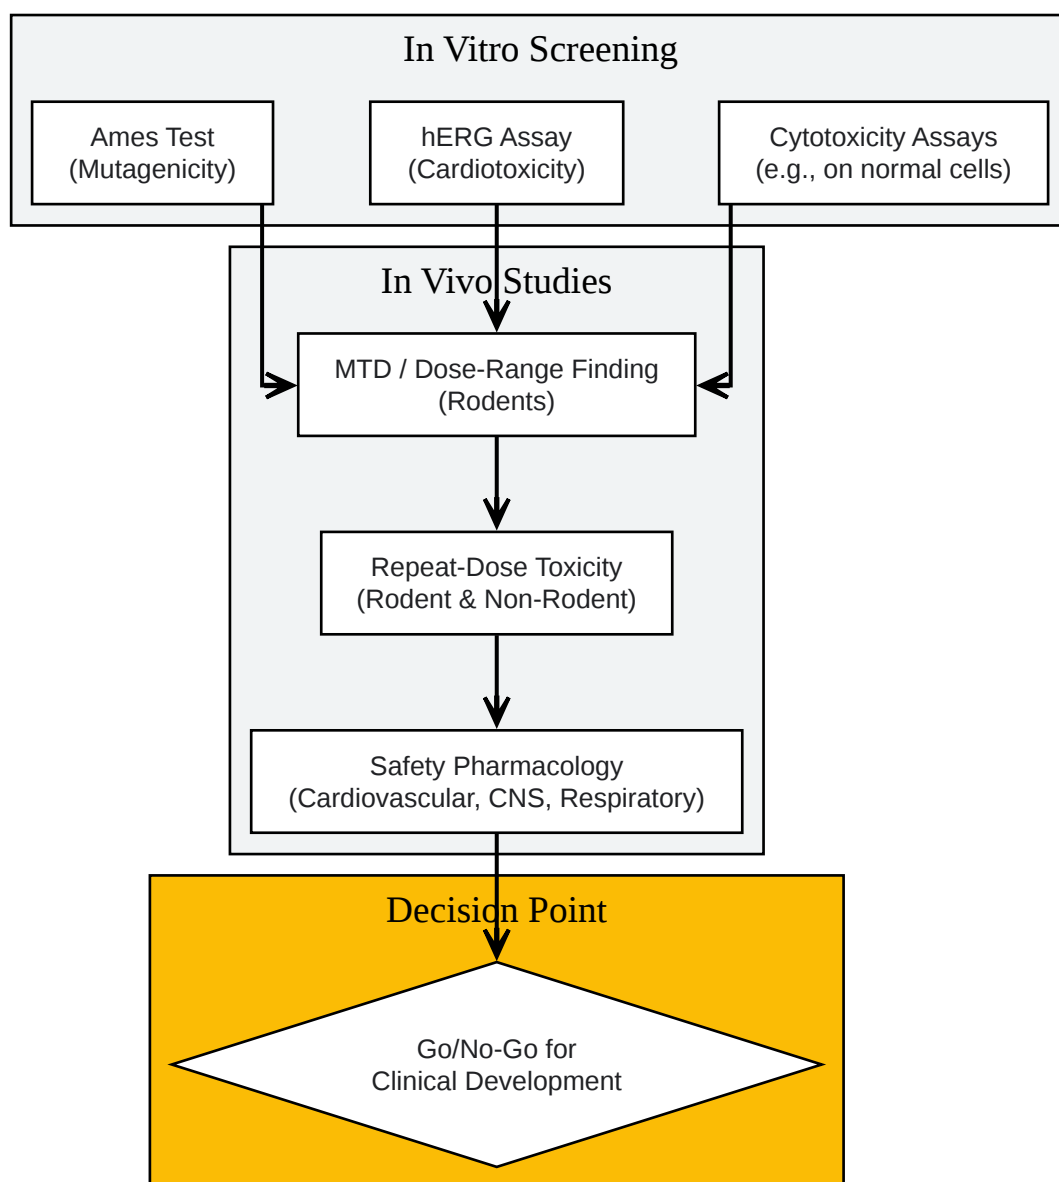 In Vitro Screening
Ames Test
(Mutagenicity)
hERG Assay
(Cardiotoxicity)
Cytotoxicity Assays
(e.g., on normal cells)
In Vivo Studies
MTD / Dose-Range Finding
(Rodents)
Repeat-Dose Toxicity
(Rodent & Non-Rodent)
Safety Pharmacology
(Cardiovascular, CNS, Respiratory)
Decision Point
Go/No-Go for
Clinical Development